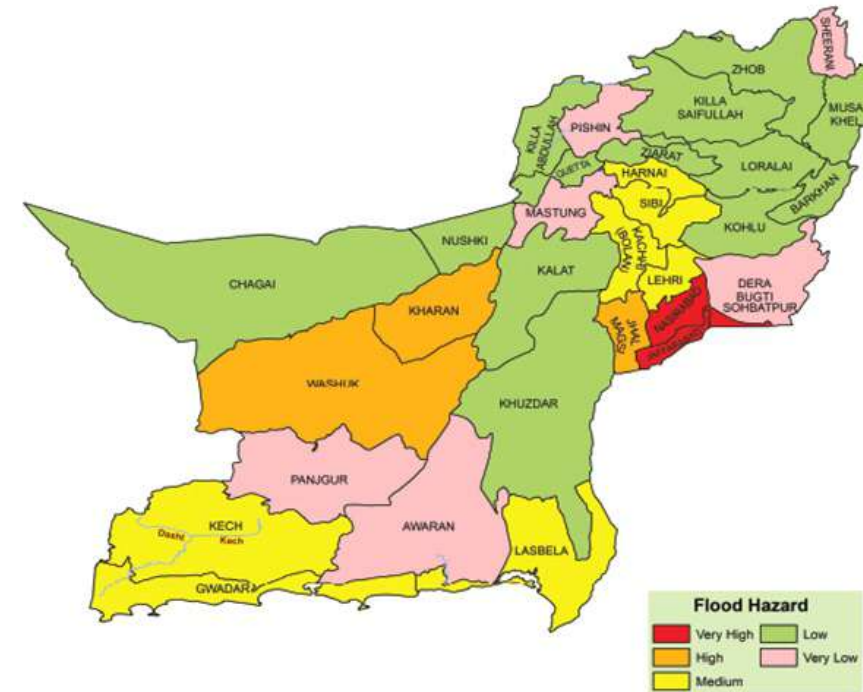 SHEERANI
ZHOB
KILLA
SAIFULLAH
MUSA
KHEL
PISHIN
KILLA
ABDULLAH
ZIARAT
QUETTA
LORALAI
HARNAI
BARKHAN
SIBI
MASTUNG
KOHLU
NUSHKI
KACHHI
(BOLAN)
KALAT
LEHRI
CHAGAI
DERA
BUGTI
SOHBATPUR
KHARAN
NASIRABAD
JHAL
MAGSI
WASHUK
KHUZDAR
PANJGUR
AWARAN
KECH
Dasht
Kech
LASBELA
GWADAR
Flood Hazard
Very High
Low
High
Very Low
Medium